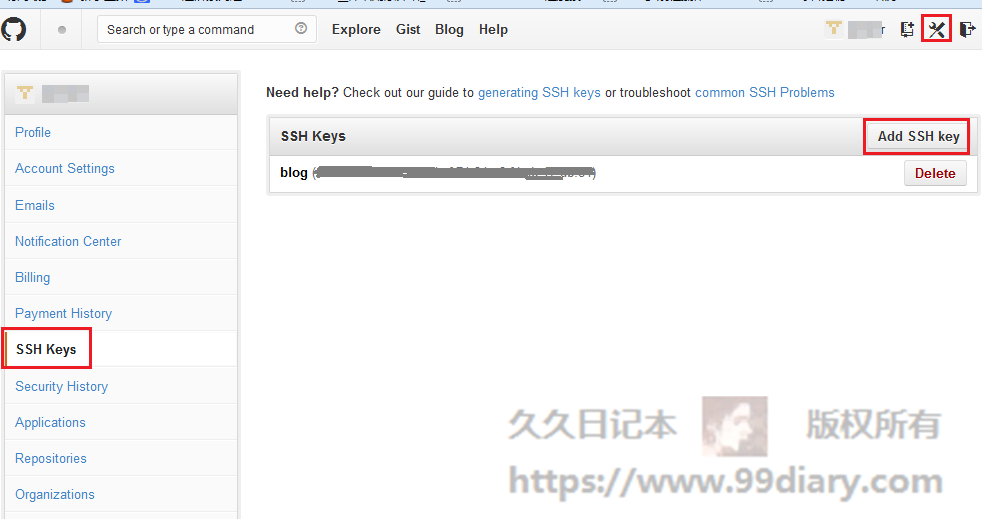 Search or type a command
Explore Gist Blog Help
Need help? Check out our guide to generating SSH keys or troubleshoot common SSH Problems
SSH Keys
Add SSH key
blog
Delete
Profile
Account Settings
Emails
Notification Center
Billing
Payment History
SSH Keys
Security History
Applications
Repositories
Organizations
久久日记本 版权所有
https://www.99diary.com